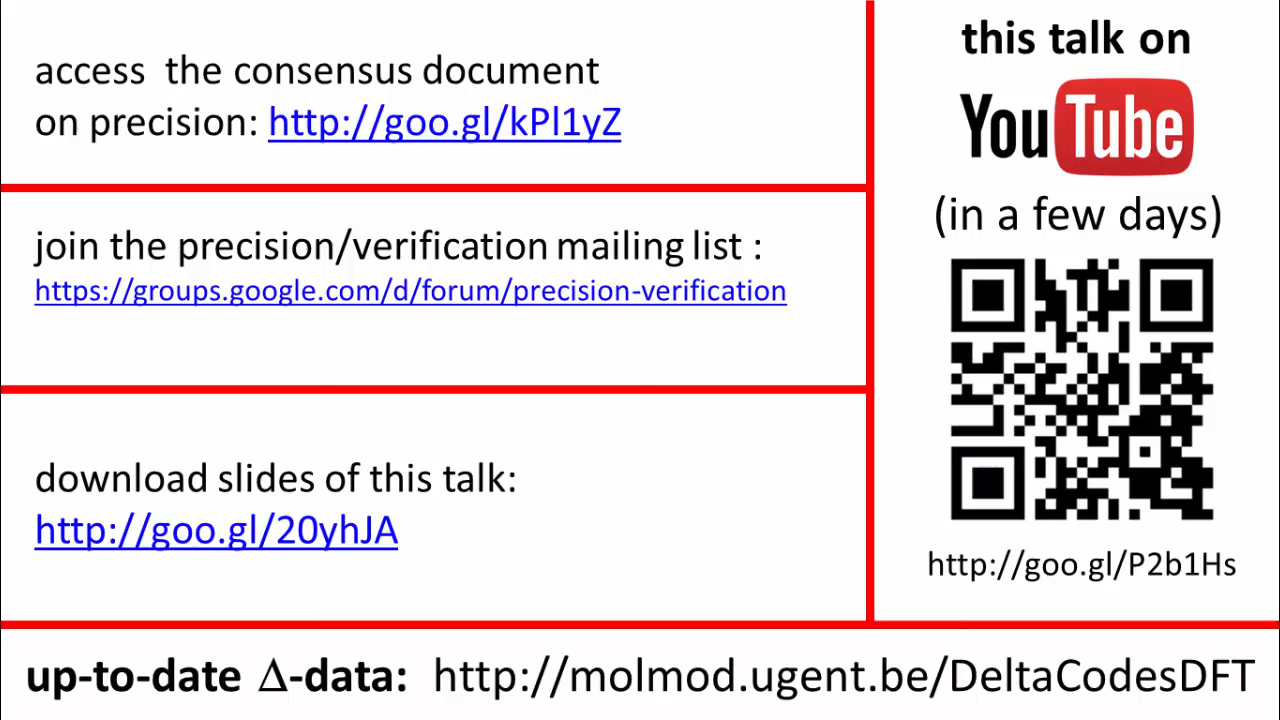 access the consensus document
on precision: http://goo.gl/kPl1yZ
join the precision/verification mailing list :
https://groups.google.com/d/forum/precision-verification
download slides of this talk:
http://goo.gl/20yhJA
this talk on
YouTube
(in a few days)
http://goo.gl/P2b1Hs
up-to-date Δ-data: http://molmod.ugent.be/DeltaCodesDFT